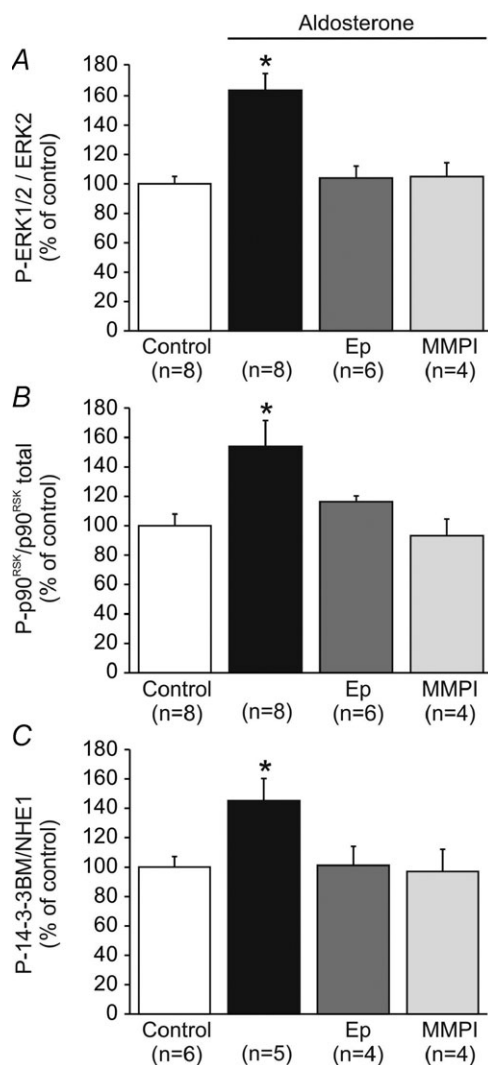 Aldosterone
A
P-ERK1/2 / ERK2
(% of control)
180
160
140
120
100
80
60
40
20
0
*
Control
Ep
MMPI
(n=8)
(n=8)
(n=6)
(n=4)
B
P-p90RSK/p90RSK total
(% of control)
180
160
140
120
100
80
60
40
20
0
*
Control
Ep
MMPI
(n=8)
(n=8)
(n=6)
(n=4)
C
P-14-3-3BM/NHE1
(% of control)
180
160
140
120
100
80
60
40
20
0
*
Control
Ep
MMPI
(n=6)
(n=5)
(n=4)
(n=4)